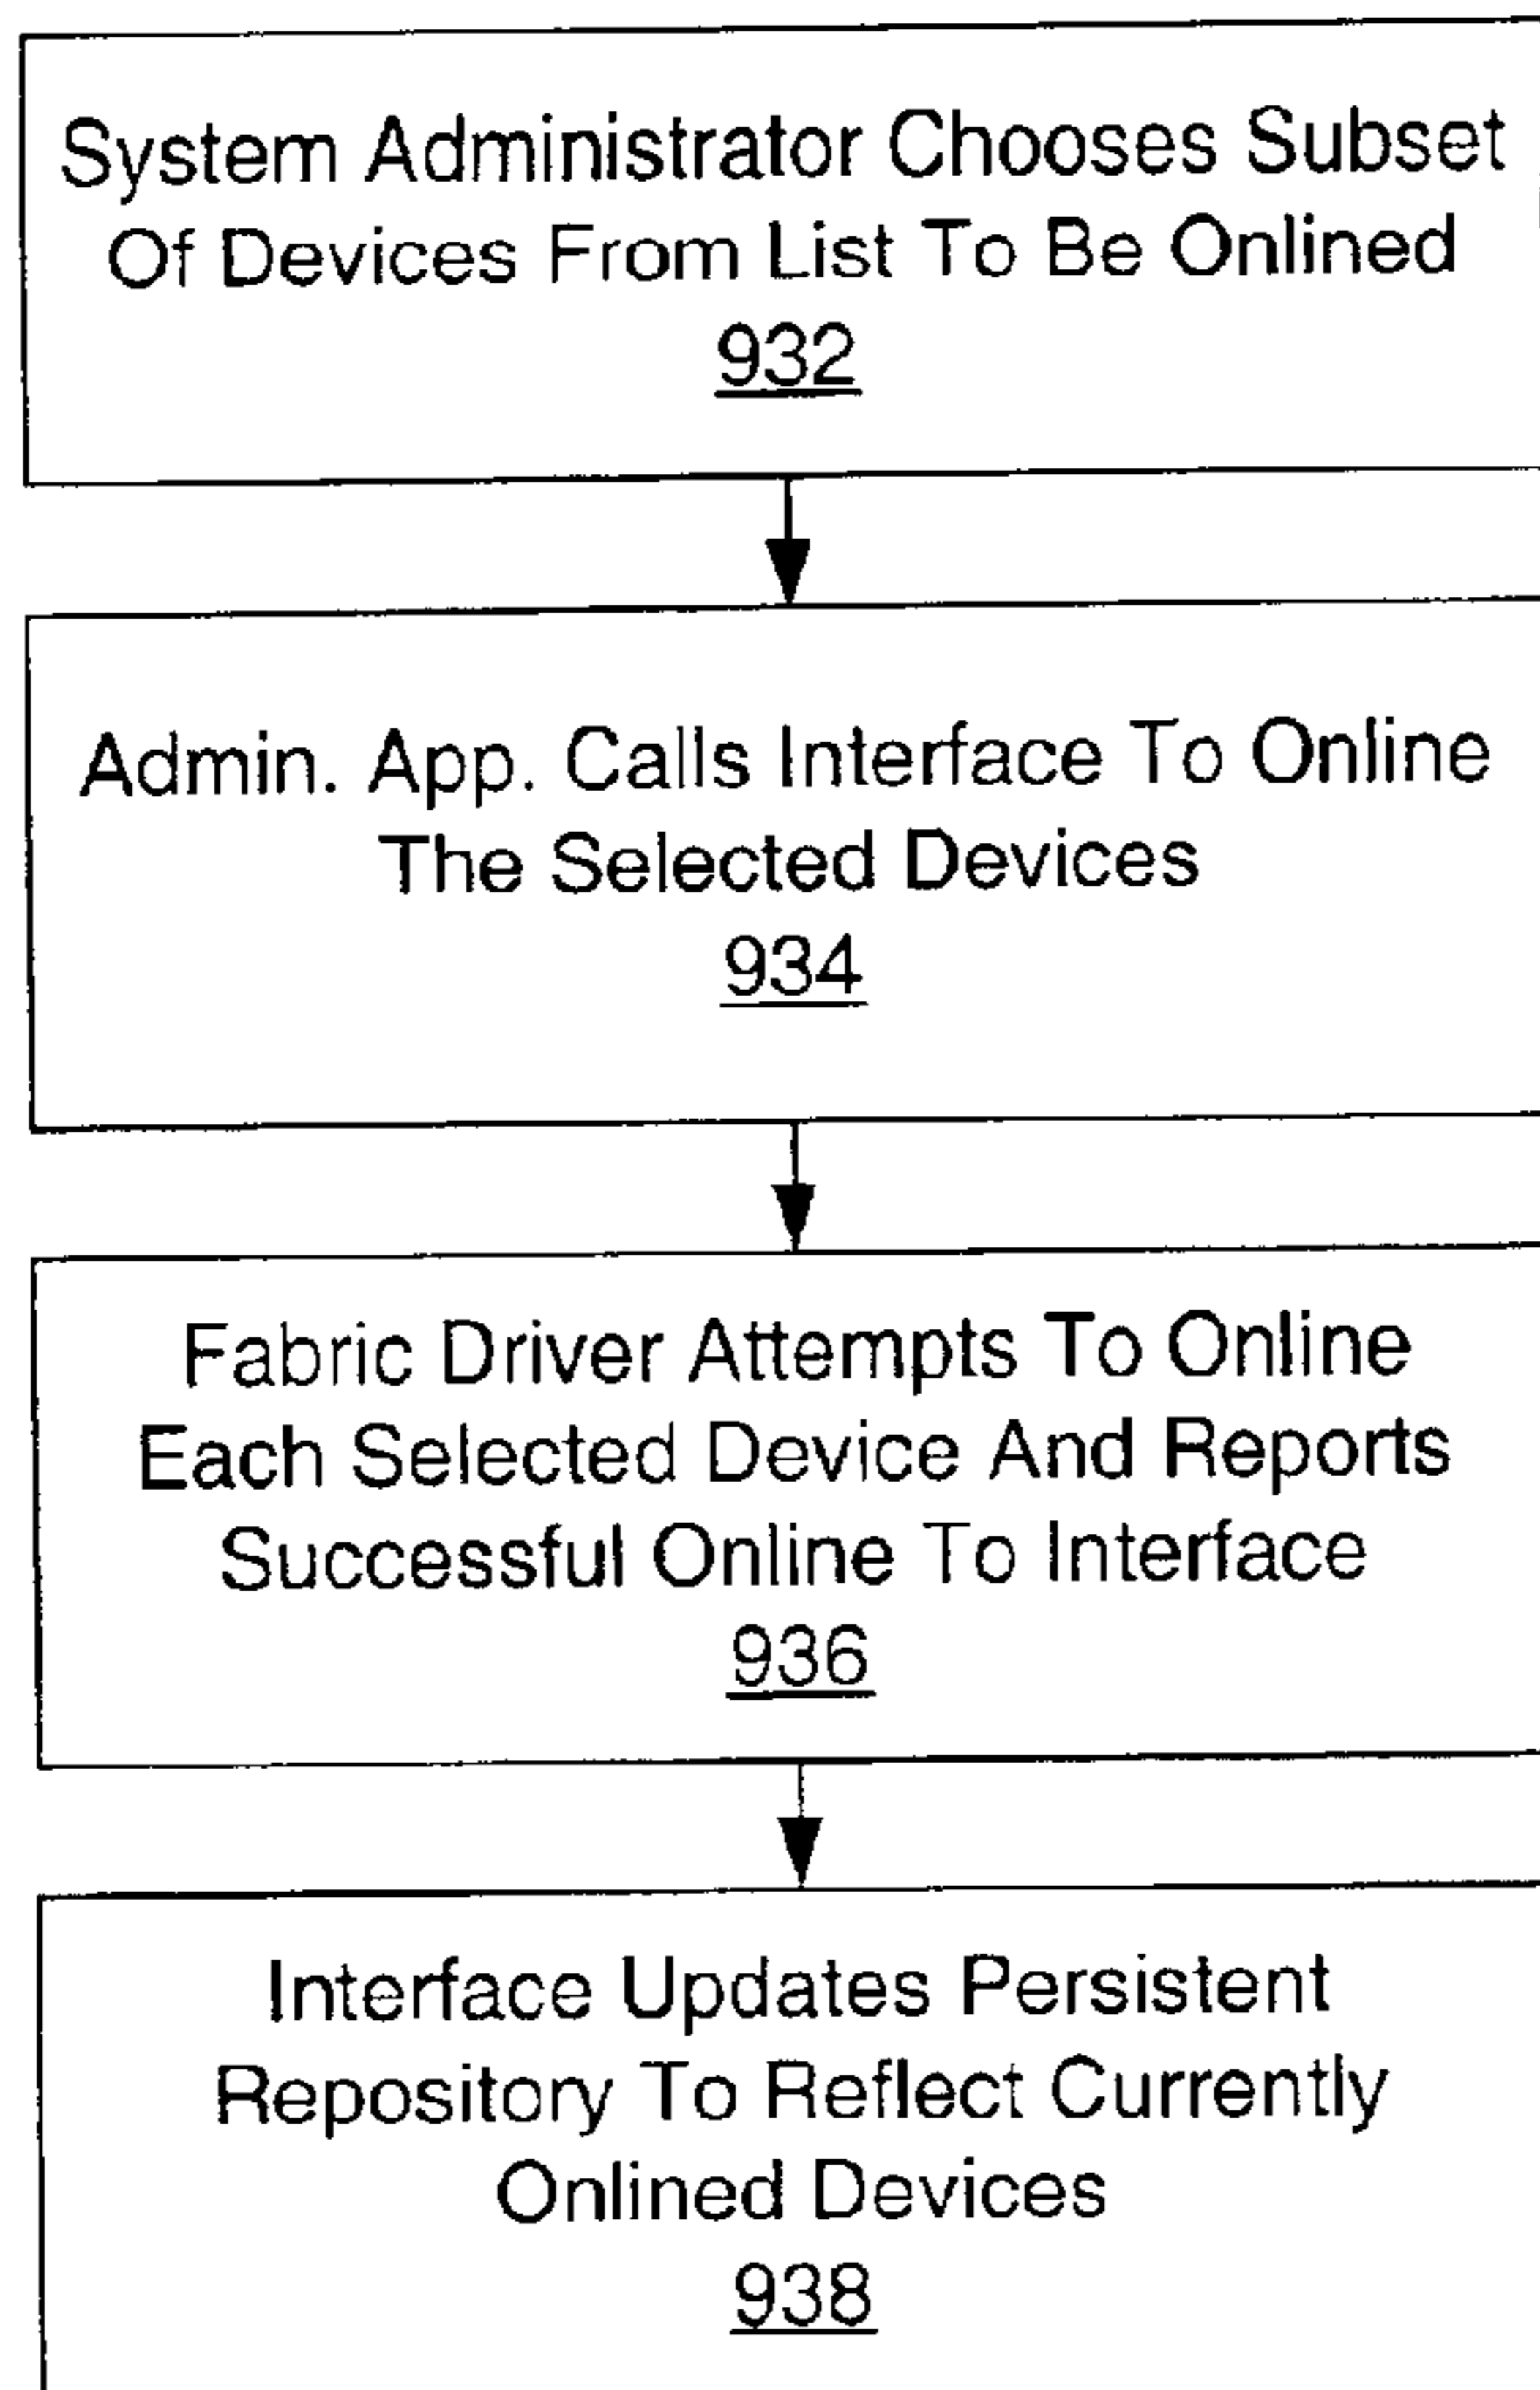 System Administrator Chooses Subset
Of Devices From List To Be Onlined
932
Admin. App. Calls Interface To Online
The Selected Devices
934
Fabric Driver Attempts To Online
Each Selected Device And Reports
Successful Online To Interface
936
Interface Updates Persistent
Repository To Reflect Currently
Onlined Devices
938